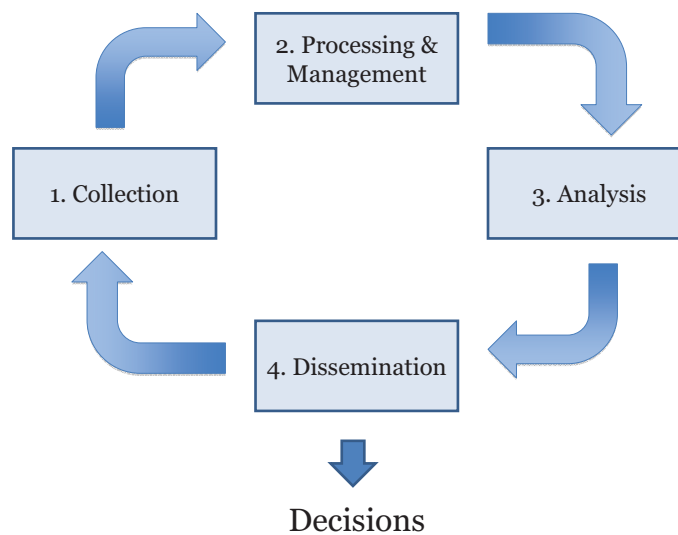 1. Collection
2. Processing &
Management
3. Analysis
4. Dissemination
Decisions